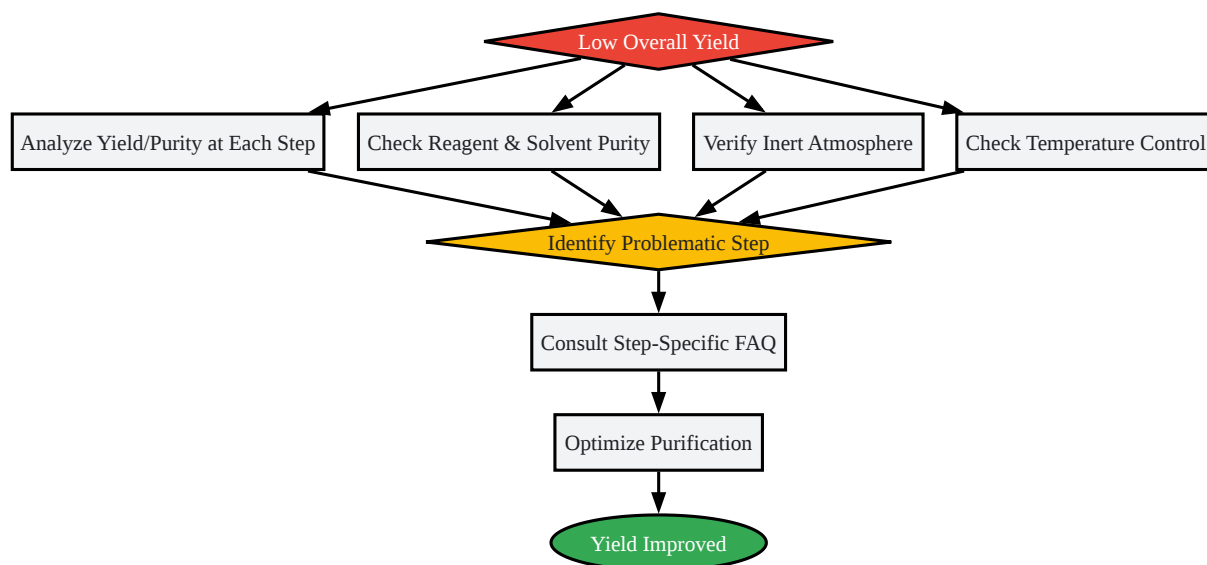 Low Overall Yield
Analyze Yield/Purity at Each Step
Check Reagent & Solvent Purity
Verify Inert Atmosphere
Check Temperature Control
Identify Problematic Step
Consult Step-Specific FAQ
Optimize Purification
Yield Improved